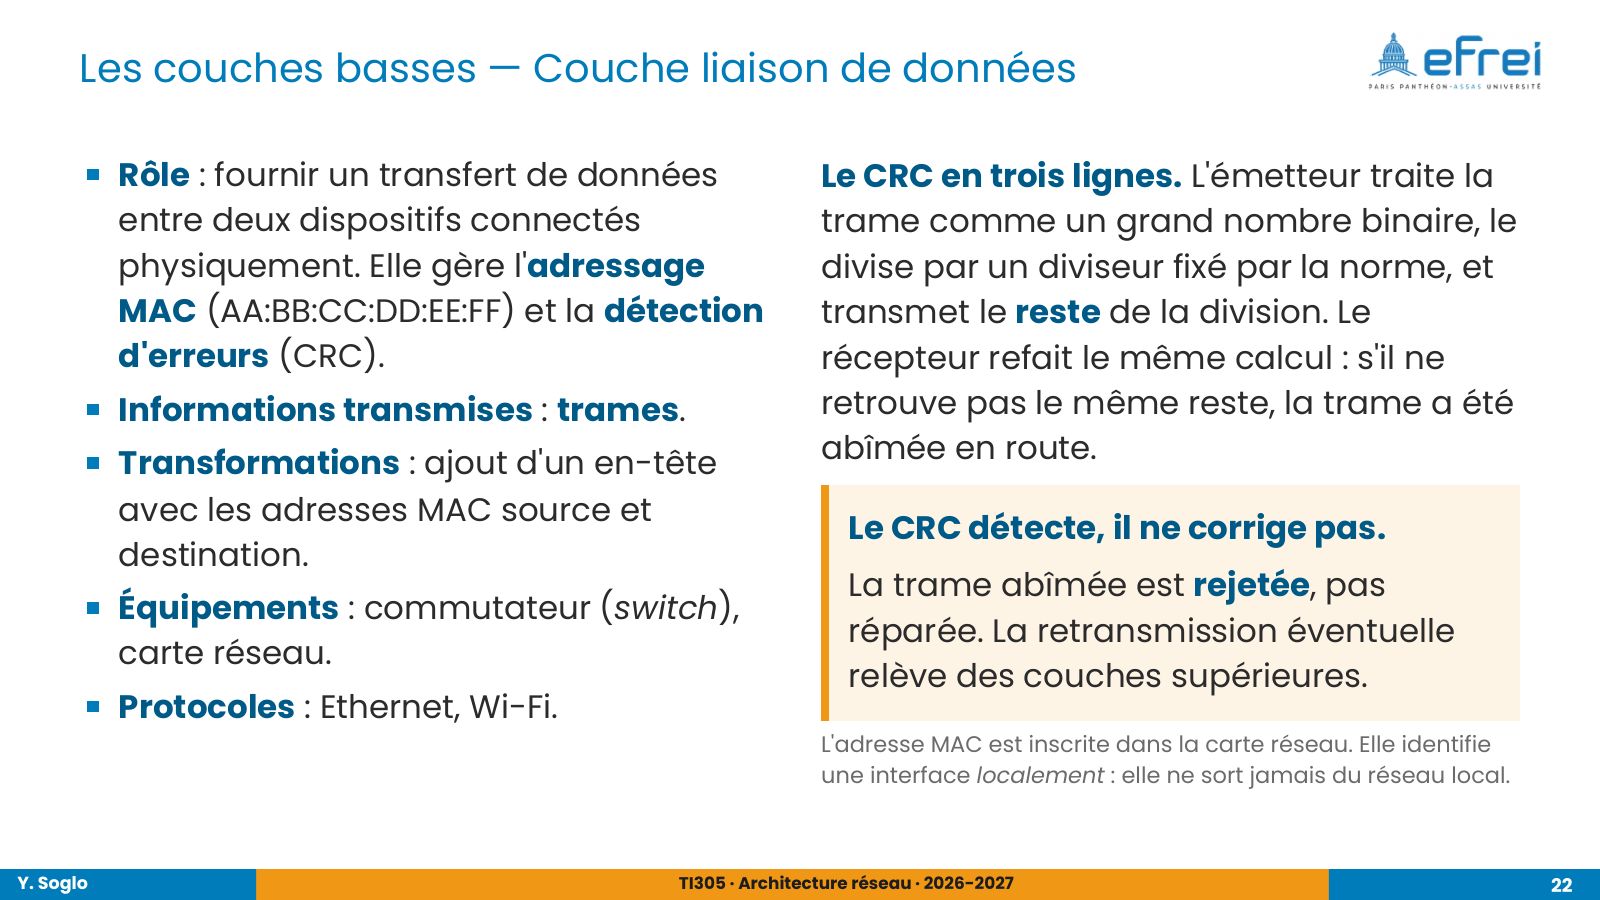 Les couches basses — Couche liaison de données
efrei
PARIS PANTHÉON-ASSAS UNIVERSITÉ
Rôle : fournir un transfert de données
entre deux dispositifs connectés
physiquement. Elle gère l'adressage
MAC (AA:BB:CC:DD:EE:FF) et la détection
d'erreurs (CRC).
Informations transmises : trames.
Transformations : ajout d'un en-tête
avec les adresses MAC source et
destination.
Équipements : commutateur (switch),
carte réseau.
Protocoles : Ethernet, Wi-Fi.
Le CRC en trois lignes. L'émetteur traite la
trame comme un grand nombre binaire, le
divise par un diviseur fixé par la norme, et
transmet le reste de la division. Le
récepteur refait le même calcul : s'il ne
retrouve pas le même reste, la trame a été
abîmée en route.
Le CRC détecte, il ne corrige pas.
La trame abîmée est rejetée, pas
réparée. La retransmission éventuelle
relève des couches supérieures.
L'adresse MAC est inscrite dans la carte réseau. Elle identifie
une interface localement : elle ne sort jamais du réseau local.
Y. Soglo
TI305 · Architecture réseau · 2026-2027
22